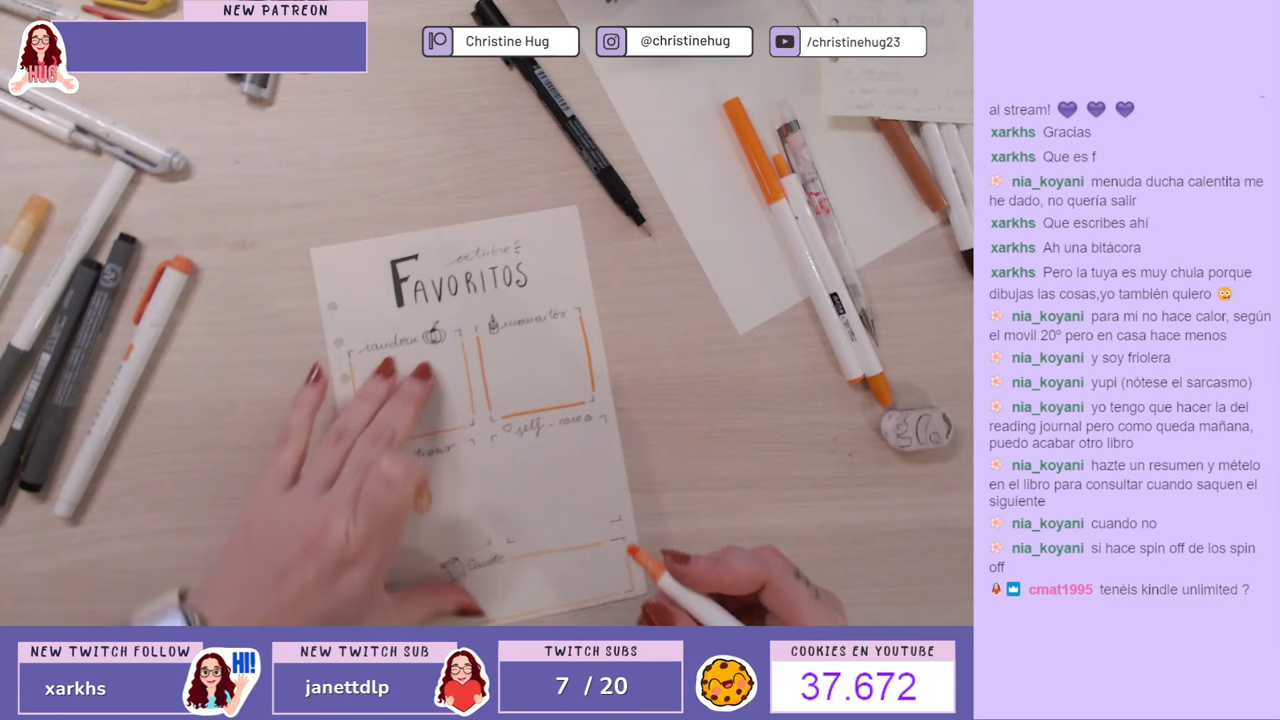 NEW PATREON
HUG
Christine Hug
@christinehug
/christinehug23
al stream!
xarkhs Gracias
xarkhs Que es f
nia_koyani menuda ducha calentita me
he dado, no quería salir
xarkhs Que escribes ahí
xarkhs Ah una bitácora
xarkhs Pero la tuya es muy chula porque
dibujas las cosas,yo también quiero
nia_koyani para mi no hace calor, según
el movil 20º pero en casa hace menos
nia_koyani y soy friolera
nia_koyani yupi (nótese el sarcasmo)
nia_koyani yo tengo que hacer la del
reading journal pero como queda mañana,
puedo acabar otro libro
nia_koyani hazte un resumen y mételo
en el libro para consultar cuando saquen el
siguiente
nia_koyani cuando no
nia_koyani si hace spin off de los spin
off
cmat1995 tenéis kindle unlimited ?
octubre
FAVORITOS
random
momentos
self-care
Quote
NEW TWITCH FOLLOW
xarkhs
HI!
NEW TWITCH SUB
janettdlp
TWITCH SUBS
7 / 20
COOKIES EN YOUTUBE
37.672